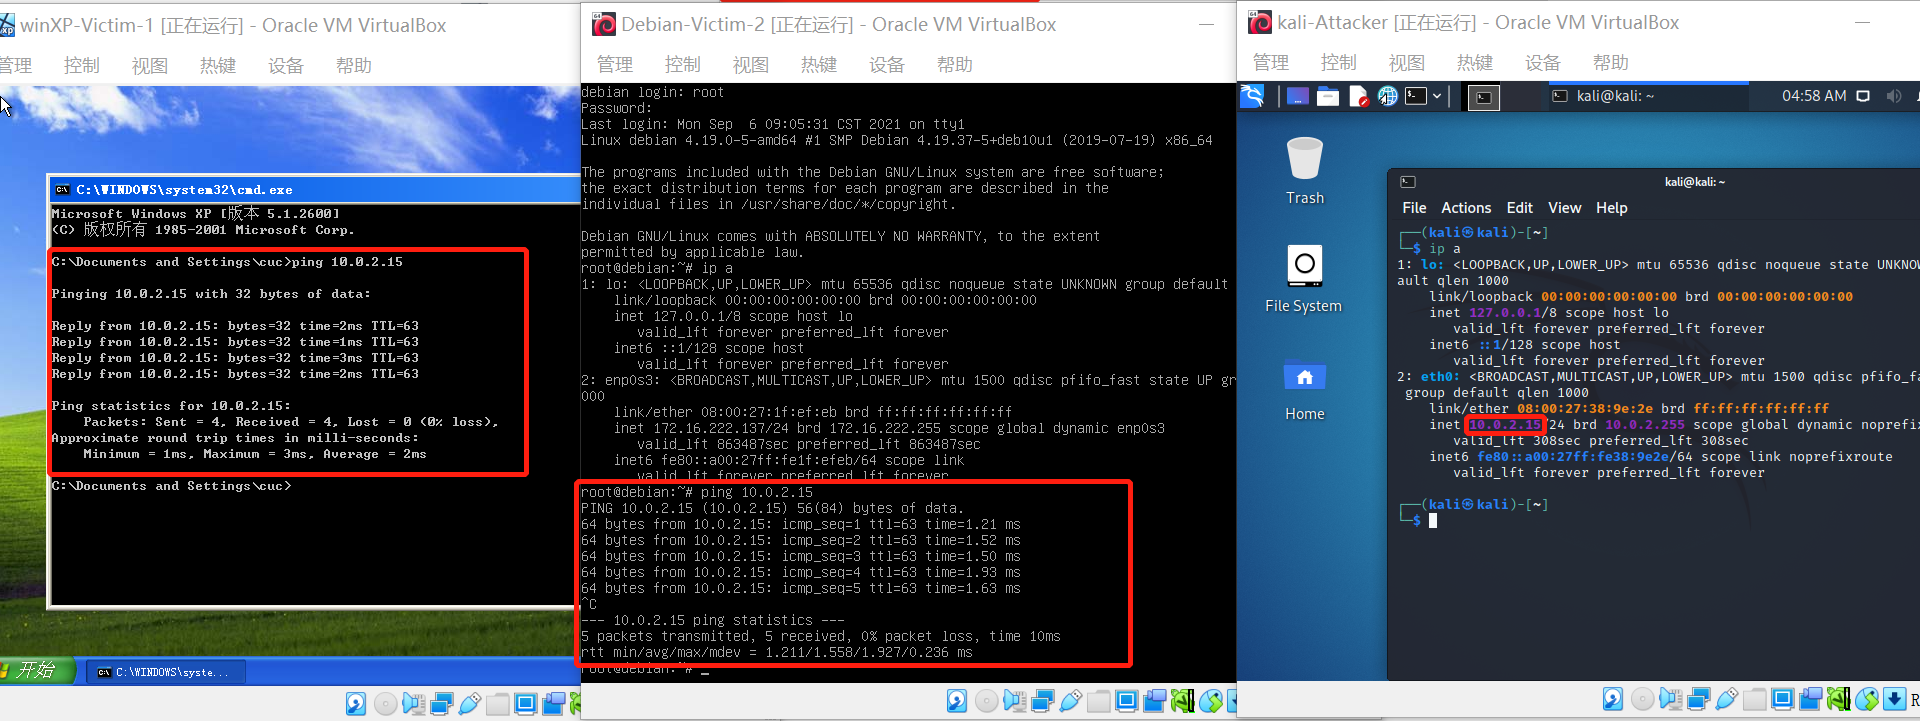 winXP-Victim-1 [正在运行] - Oracle VM VirtualBox
管理 控制 视图 热键 设备 帮助
C:\WINDOWS\system32\cmd.exe
Microsoft Windows XP [版本 5.1.2600]
(C) 版权所有 1985-2001 Microsoft Corp.
C:\Documents and Settings\cuc>ping 10.0.2.15
Pinging 10.0.2.15 with 32 bytes of data:
Reply from 10.0.2.15: bytes=32 time=2ms TTL=63
Reply from 10.0.2.15: bytes=32 time=1ms TTL=63
Reply from 10.0.2.15: bytes=32 time=3ms TTL=63
Reply from 10.0.2.15: bytes=32 time=2ms TTL=63
Ping statistics for 10.0.2.15:
Packets: Sent = 4, Received = 4, Lost = 0 (0% loss),
Approximate round trip times in milli-seconds:
Minimum = 1ms, Maximum = 3ms, Average = 2ms
C:\Documents and Settings\cuc>
开始
C:\WINDOWS\syste...
Debian-Victim-2 [正在运行] - Oracle VM VirtualBox
管理 控制 视图 热键 设备 帮助
debian login: root
Password:
Last login: Mon Sep  6 09:05:31 CST 2021 on tty1
Linux debian 4.19.0-5-amd64 #1 SMP Debian 4.19.37-5+deb10u1 (2019-07-19) x86_64
The programs included with the Debian GNU/Linux system are free software;
the exact distribution terms for each program are described in the
individual files in /usr/share/doc/*/copyright.
Debian GNU/Linux comes with ABSOLUTELY NO WARRANTY, to the extent
permitted by applicable law.
root@debian:~# ip a
1: lo: <LOOPBACK,UP,LOWER_UP> mtu 65536 qdisc noqueue state UNKNOWN group default
link/loopback 00:00:00:00:00:00 brd 00:00:00:00:00:00
inet 127.0.0.1/8 scope host lo
valid_lft forever preferred_lft forever
inet6 ::1/128 scope host
valid_lft forever preferred_lft forever
2: enp0s3: <BROADCAST,MULTICAST,UP,LOWER_UP> mtu 1500 qdisc pfifo_fast state UP gr
000
link/ether 08:00:27:1f:ef:eb brd ff:ff:ff:ff:ff:ff
inet 172.16.222.137/24 brd 172.16.222.255 scope global dynamic enp0s3
valid_lft 863487sec preferred_lft 863487sec
inet6 fe80::a00:27ff:fe1f:efeb/64 scope link
valid_lft forever preferred_lft forever
root@debian:~# ping 10.0.2.15
PING 10.0.2.15 (10.0.2.15) 56(84) bytes of data.
64 bytes from 10.0.2.15: icmp_seq=1 ttl=63 time=1.21 ms
64 bytes from 10.0.2.15: icmp_seq=2 ttl=63 time=1.52 ms
64 bytes from 10.0.2.15: icmp_seq=3 ttl=63 time=1.50 ms
64 bytes from 10.0.2.15: icmp_seq=4 ttl=63 time=1.93 ms
64 bytes from 10.0.2.15: icmp_seq=5 ttl=63 time=1.63 ms
^C
--- 10.0.2.15 ping statistics ---
5 packets transmitted, 5 received, 0% packet loss, time 10ms
rtt min/avg/max/mdev = 1.211/1.558/1.927/0.236 ms
root@debian:~# _
kali-Attacker [正在运行] - Oracle VM VirtualBox
管理 控制 视图 热键 设备 帮助
kali@kali: ~
04:58 AM
Trash
File System
Home
kali@kali: ~
File Actions Edit View Help
┌──(kali㉿kali)-[~]
└─$ ip a
1: lo: <LOOPBACK,UP,LOWER_UP> mtu 65536 qdisc noqueue state UNKNOW
ault qlen 1000
link/loopback 00:00:00:00:00:00 brd 00:00:00:00:00:00
inet 127.0.0.1/8 scope host lo
valid_lft forever preferred_lft forever
inet6 ::1/128 scope host
valid_lft forever preferred_lft forever
2: eth0: <BROADCAST,MULTICAST,UP,LOWER_UP> mtu 1500 qdisc pfifo_fa
group default qlen 1000
link/ether 08:00:27:38:9e:2e brd ff:ff:ff:ff:ff:ff
inet 10.0.2.15/24 brd 10.0.2.255 scope global dynamic noprefix
valid_lft 308sec preferred_lft 308sec
inet6 fe80::a00:27ff:fe38:9e2e/64 scope link noprefixroute
valid_lft forever preferred_lft forever
┌──(kali㉿kali)-[~]
└─$
R